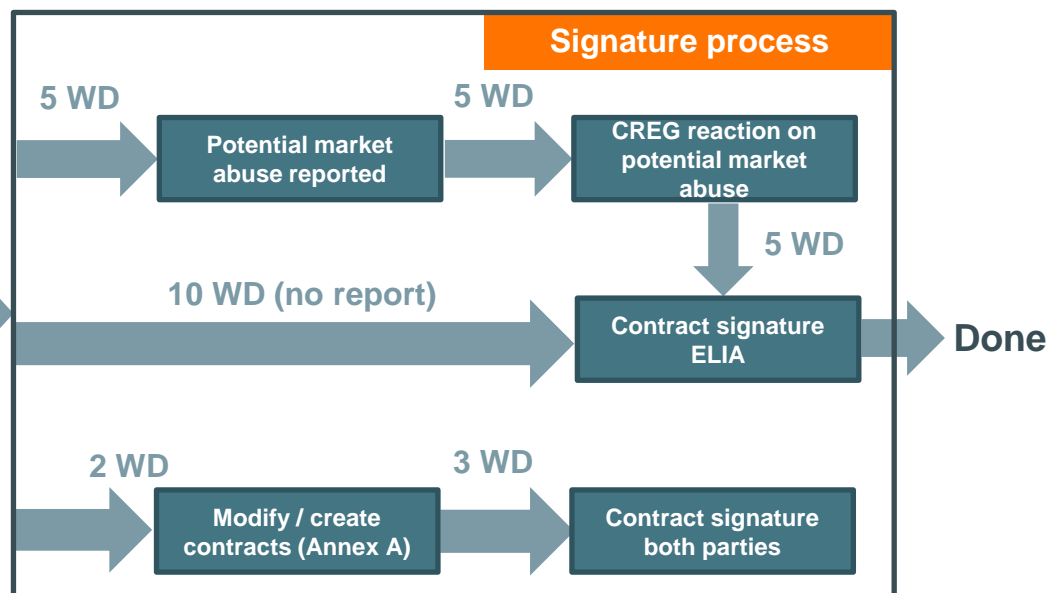 Signature process
5 WD
5 WD
Potential market
abuse reported
CREG reaction on
potential market
abuse
5 WD
10 WD (no report)
Contract signature
ELIA
Done
2 WD
3 WD
Modify / create
contracts (Annex A)
Contract signature
both parties